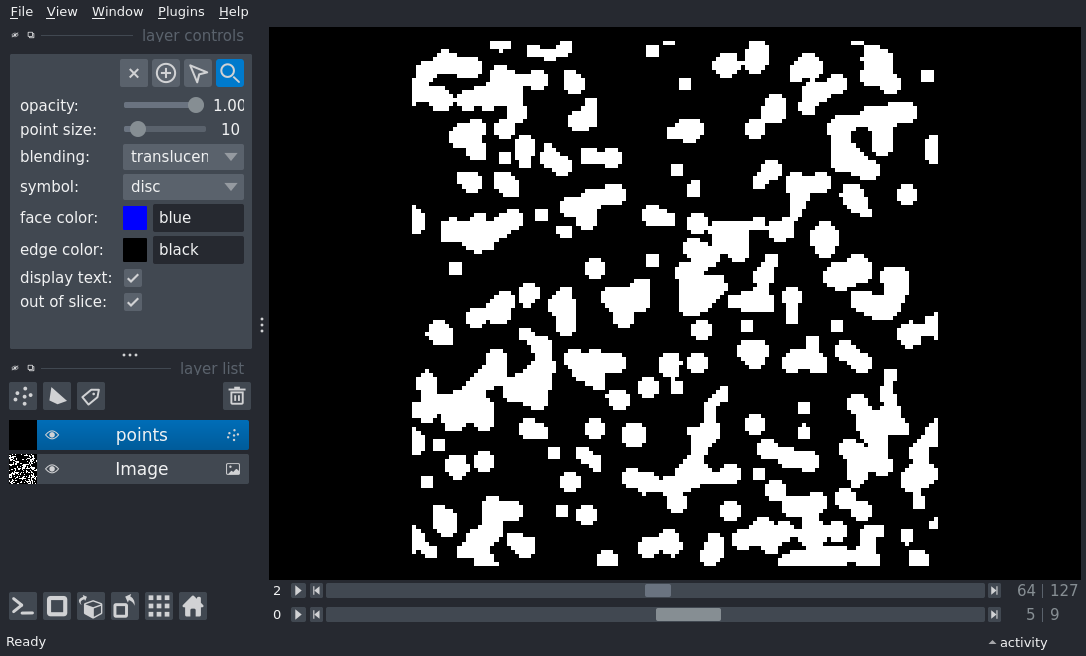 File View Window Plugins Help
layer controls
opacity: 1.00
point size: 10
blending: translucen
symbol: disc
face color: blue
edge color: black
display text:
out of slice:
layer list
points
Image
2 64 127
0 5 9
Ready activity